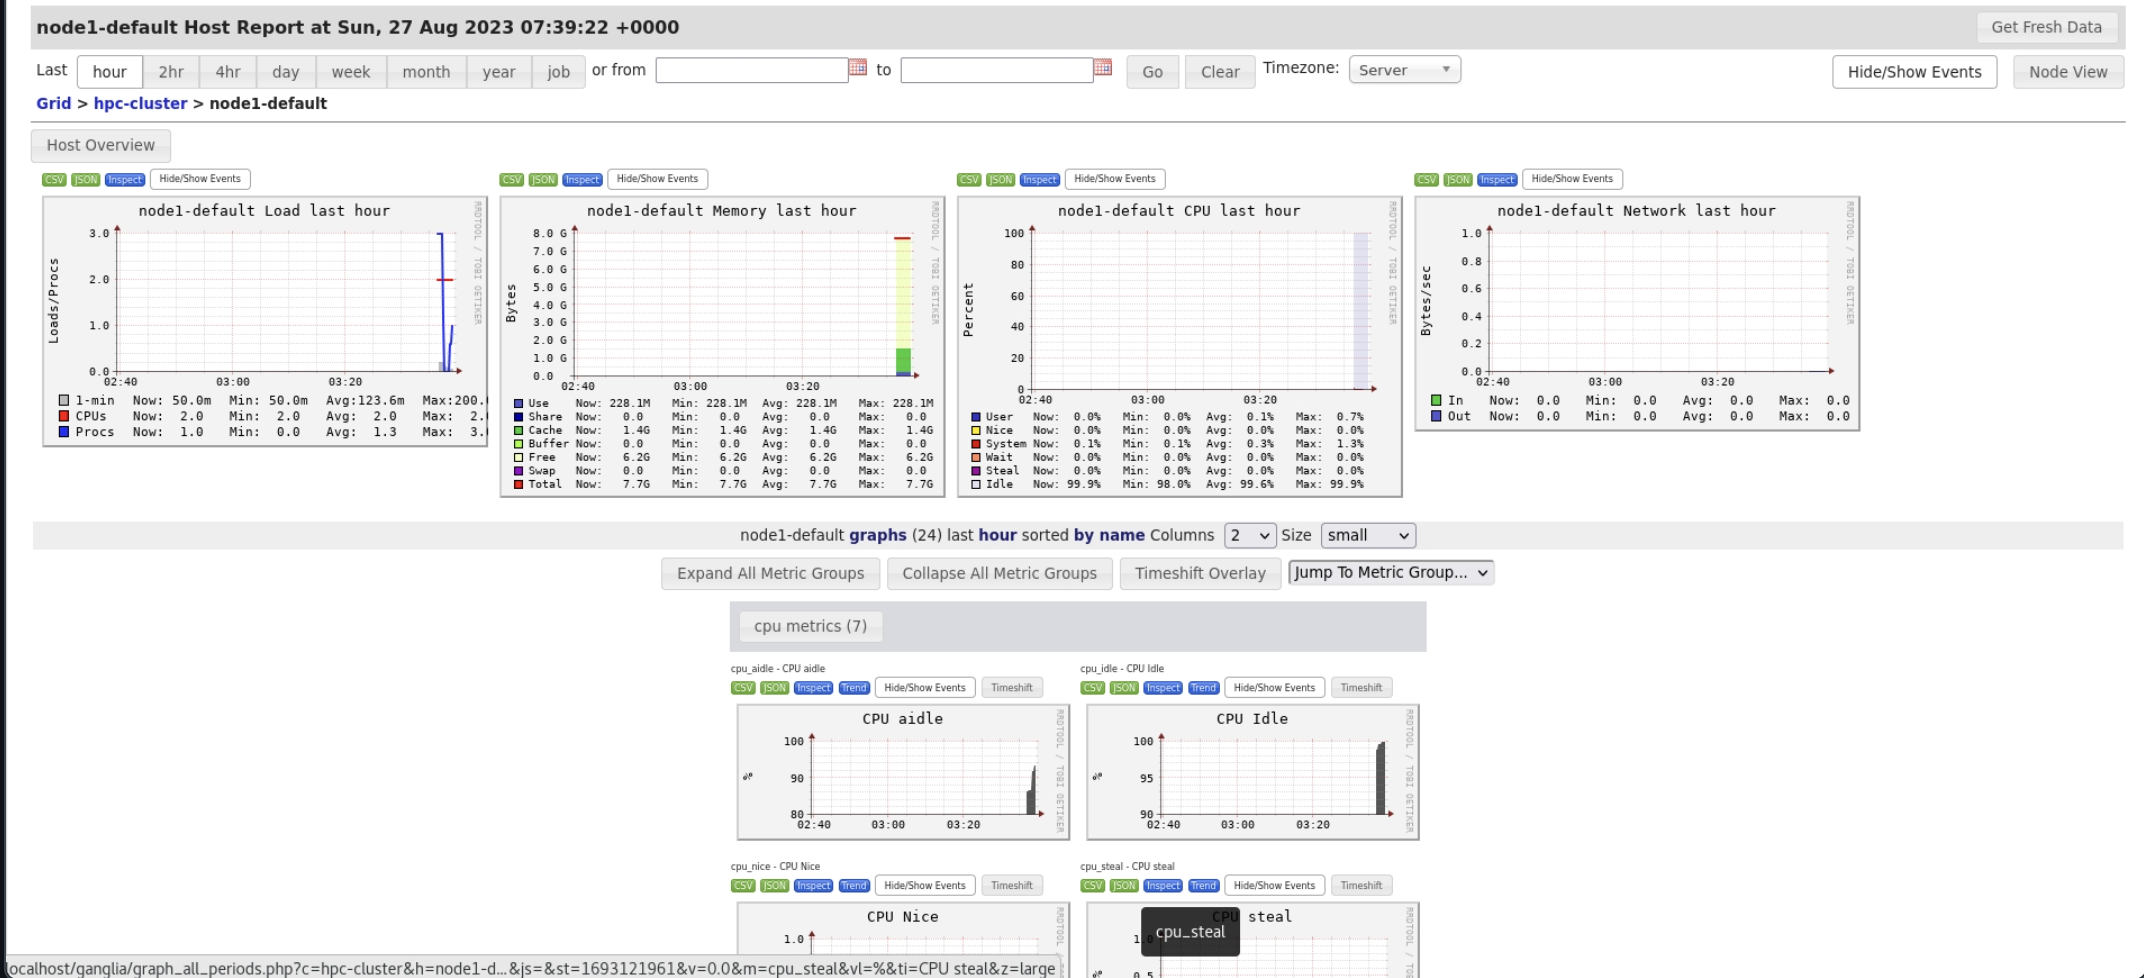 node1-default Host Report at Sun, 27 Aug 2023 07:39:22 +0000
Get Fresh Data
Last hour 2hr 4hr day week month year job or from to Go Clear Timezone: Server Hide/Show Events Node View
Grid > hpc-cluster > node1-default
Host Overview
CSV JSON Inspect Hide/Show Events
node1-default Load last hour
RRDTOOL / TOBI OETIKER
Loads/Procs
3.0
2.0
1.0
0.0
02:40 03:00 03:20
1-min Now: 50.0m Min: 50.0m Avg:123.6m Max:200.
CPUs Now: 2.0 Min: 2.0 Avg: 2.0 Max: 2.
Procs Now: 1.0 Min: 0.0 Avg: 1.3 Max: 3.
CSV JSON Inspect Hide/Show Events
node1-default Memory last hour
RRDTOOL / TOBI OETIKER
Bytes
8.0 G
7.0 G
6.0 G
5.0 G
4.0 G
3.0 G
2.0 G
1.0 G
0.0
02:40 03:00 03:20
Use Now: 228.1M Min: 228.1M Avg: 228.1M Max: 228.1M
Share Now: 0.0 Min: 0.0 Avg: 0.0 Max: 0.0
Cache Now: 1.4G Min: 1.4G Avg: 1.4G Max: 1.4G
Buffer Now: 0.0 Min: 0.0 Avg: 0.0 Max: 0.0
Free Now: 6.2G Min: 6.2G Avg: 6.2G Max: 6.2G
Swap Now: 0.0 Min: 0.0 Avg: 0.0 Max: 0.0
Total Now: 7.7G Min: 7.7G Avg: 7.7G Max: 7.7G
CSV JSON Inspect Hide/Show Events
node1-default CPU last hour
RRDTOOL / TOBI OETIKER
Percent
100
80
60
40
20
0
02:40 03:00 03:20
User Now: 0.0% Min: 0.0% Avg: 0.1% Max: 0.7%
Nice Now: 0.0% Min: 0.0% Avg: 0.0% Max: 0.0%
System Now: 0.1% Min: 0.1% Avg: 0.3% Max: 1.3%
Wait Now: 0.0% Min: 0.0% Avg: 0.0% Max: 0.0%
Steal Now: 0.0% Min: 0.0% Avg: 0.0% Max: 0.0%
Idle Now: 99.9% Min: 98.0% Avg: 99.6% Max: 99.9%
CSV JSON Inspect Hide/Show Events
node1-default Network last hour
RRDTOOL / TOBI OETIKER
Bytes/sec
1.0
0.8
0.6
0.4
0.2
0.0
02:40 03:00 03:20
In Now: 0.0 Min: 0.0 Avg: 0.0 Max: 0.0
Out Now: 0.0 Min: 0.0 Avg: 0.0 Max: 0.0
node1-default graphs (24) last hour sorted by name Columns 2 Size small
Expand All Metric Groups Collapse All Metric Groups Timeshift Overlay Jump To Metric Group...
cpu metrics (7)
cpu_aidle - CPU aidle
CSV JSON Inspect Trend Hide/Show Events Timeshift
CPU aidle
RRDTOOL / TOBI OETIKER
%
100
90
80
02:40 03:00 03:20
cpu_idle - CPU Idle
CSV JSON Inspect Trend Hide/Show Events Timeshift
CPU Idle
RRDTOOL / TOBI OETIKER
%
100
95
90
02:40 03:00 03:20
cpu_nice - CPU Nice
CSV JSON Inspect Trend Hide/Show Events Timeshift
CPU Nice
1.0
cpu_steal - CPU steal
CSV JSON Inspect Trend Hide/Show Events Timeshift
CPU steal
cpu_steal
1.0
%
0.5
localhost/ganglia/graph_all_periods.php?c=hpc-cluster&h=node1-d...&js=&st=1693121961&v=0.0&m=cpu_steal&vl=%&ti=CPU steal&z=large